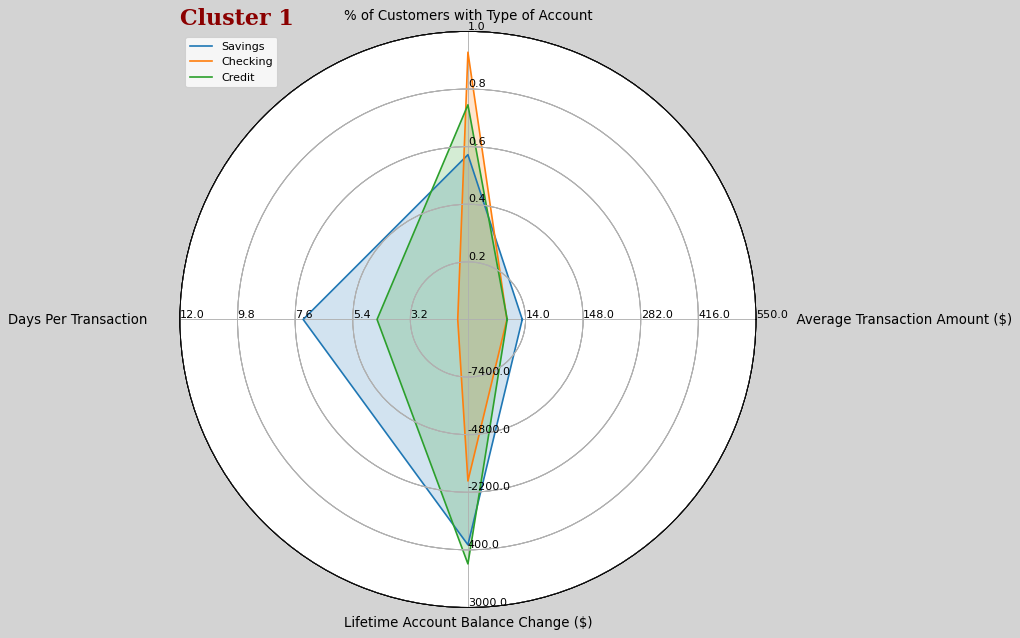 Cluster 1
% of Customers with Type of Account
1.0
Savings
Checking
Credit
0.8
0.6
0.4
0.2
Days Per Transaction
12.0 9.8 7.6 5.4 3.2 14.0 148.0 282.0 416.0 550.0
Average Transaction Amount ($)
-7400.0
-4800.0
-2200.0
400.0
3000.0
Lifetime Account Balance Change ($)